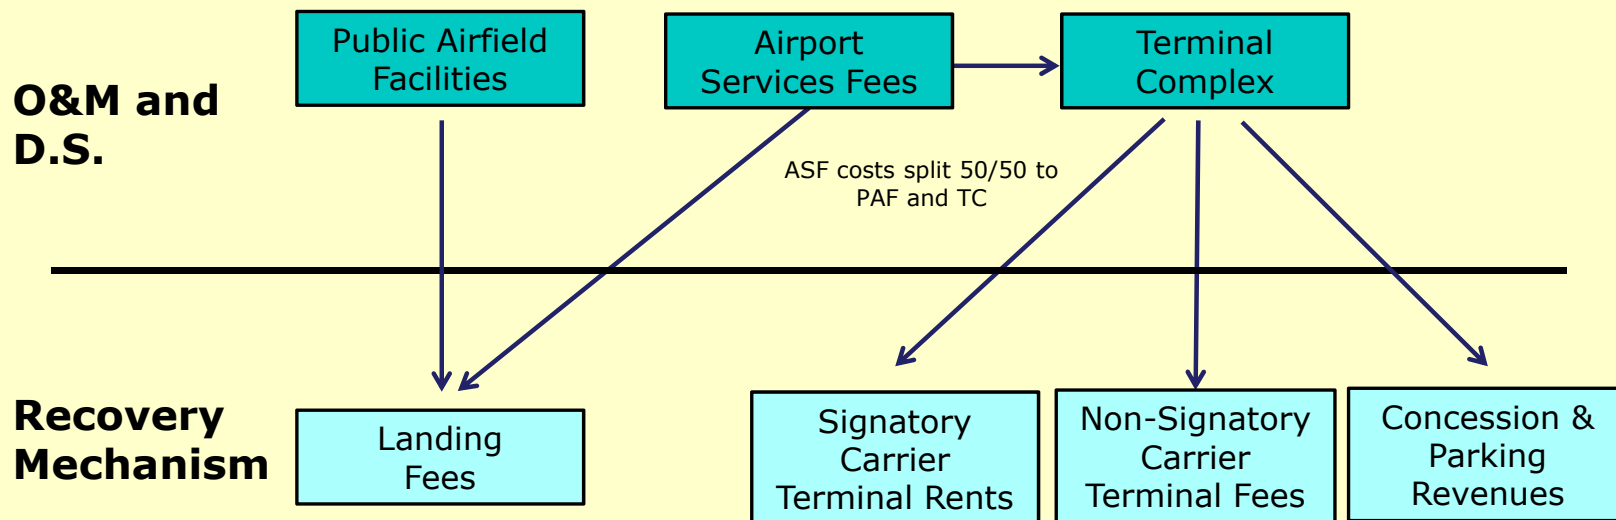 Public Airfield
Facilities
Airport
Services Fees
Terminal
Complex
O&M and
D.S.
ASF costs split 50/50 to
PAF and TC
Recovery
Mechanism
Landing
Fees
Signatory
Carrier
Terminal Rents
Non-Signatory
Carrier
Terminal Fees
Concession &
Parking
Revenues